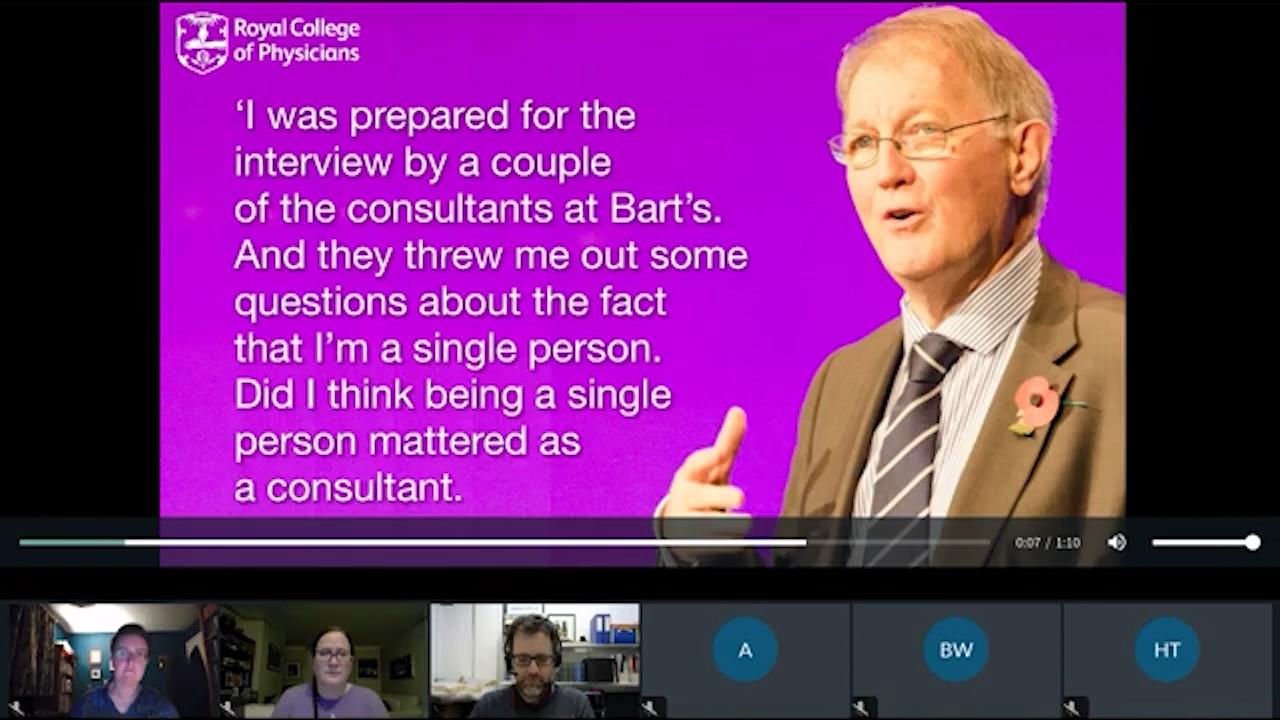 Royal College
of Physicians
‘I was prepared for the
interview by a couple
of the consultants at Bart’s.
And they threw me out some
questions about the fact
that I’m a single person.
Did I think being a single
person mattered as
a consultant.
0:07 / 1:10
A
BW
HT